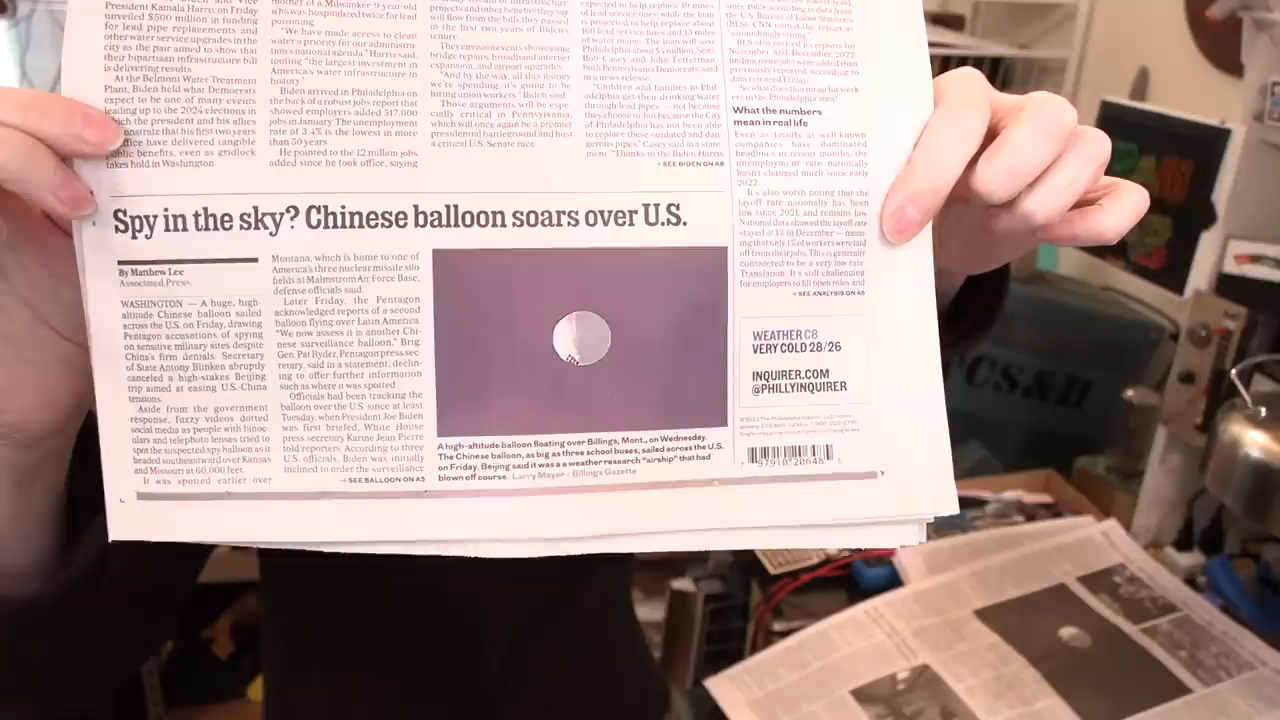 President Kamala Harris on Friday
unveiled $500 million in funding
for lead pipe replacements and
other water service upgrades in the
city as the pair aimed to show that
their bipartisan infrastructure bill
is delivering results.
At the Belmont Water Treatment
Plant, Biden held what Democrats
expect to be one of many events
leading up to the 2024 elections in
which the president and his allies
demonstrate that his first two years
office have delivered tangible
public benefits, even as gridlock
takes hold in Washington.
mother of a Milwaukee 9 year old
who was hospitalized twice for lead
poisoning.
"We have made access to clean
water a priority for our administra-
tion's national agenda" Harris said,
touting "the largest investment in
America's water infrastructure in
history."
Biden arrived in Philadelphia on
the back of a robust jobs report that
showed employers added 517,000
jobs in January. The unemployment
rate of 3.4% is the lowest in more
than 50 years.
He pointed to the 12 million jobs
added since he took office, saying
will flow from the bills they passed
in the first two years of Biden's
tenure.
They envision events showcasing
bridge repairs, broadband internet
expansion, and airport upgrades.
"And by the way, all this money
we're spending, it's going to be
hiring union workers," Biden said.
Those arguments will be espe-
cially critical in Pennsylvania,
which will once again be a premier
presidential battleground and host
a critical U.S. Senate race.
expected to help replace 19 miles
of lead service lines, while the loan
is projected to help replace about
160 lead service lines and 13 miles
of water mains. The loan will save
Bob Casey and John Fetterman,
both Pennsylvania Democrats, said
in a news release.
"Children and families in Phil-
adelphia get their drinking water
through lead pipes — not because
they choose to but because the City
of Philadelphia has not been able
to replace these outdated and dan-
gerous pipes," Casey said in a state-
ment. "Thanks to the Biden-Harris
→ SEE BIDEN ON A8
the U.S. Bureau of Labor Statistics
(BLS). CNN touted the report as
"astonishingly strong."
BLS also revised its reports for
November and December 2022,
finding new jobs were added than
previously reported, according to
data released Friday.
So what does that mean for work-
ers in the Philadelphia area?
What the numbers
mean in real life
Even as layoffs at well-known
companies have dominated
headlines in recent months, the
unemployment rate nationally
hasn't changed much since early
2022.
It's also worth noting that the
layoff rate nationally has been
low since 2021, and remains low.
National data showed the layoff rate
stayed at 1% in December — mean-
ing that only 1% of workers were laid
off from their jobs. This is generally
considered to be a very low rate.
Translation: It's still challenging
for employers to fill open roles and
→ SEE ANALYSIS ON A5
Spy in the sky? Chinese balloon soars over U.S.
By Matthew Lee
Associated Press
WASHINGTON — A huge, high-
altitude Chinese balloon sailed
across the U.S. on Friday, drawing
Pentagon accusations of spying
on sensitive military sites despite
China's firm denials. Secretary
of State Antony Blinken abruptly
canceled a high-stakes Beijing
trip aimed at easing U.S.-China
tensions.
Aside from the government
response, fuzzy videos dotted
social media as people with binoc-
ulars and telephoto lenses tried to
spot the suspected spy balloon as it
headed southeastward over Kansas
and Missouri at 60,000 feet.
It was spotted earlier over
Montana, which is home to one of
America's three nuclear missile silo
fields at Malmstrom Air Force Base,
defense officials said.
Later Friday, the Pentagon
acknowledged reports of a second
balloon flying over Latin America.
"We now assess it is another Chi-
nese surveillance balloon," Brig.
Gen. Pat Ryder, Pentagon press sec-
retary, said in a statement, declin-
ing to offer further information
such as where it was spotted.
Officials had been tracking the
balloon over the U.S. since at least
Tuesday, when President Joe Biden
was first briefed, White House
press secretary Karine Jean Pierre
told reporters. According to three
U.S. officials, Biden was initially
inclined to order the surveillance
→ SEE BALLOON ON A5
A high-altitude balloon floating over Billings, Mont., on Wednesday.
The Chinese balloon, as big as three school buses, sailed across the U.S.
on Friday. Beijing said it was a a weather research "airship" that had
blown off course. Larry Mayer / Billings Gazette
WEATHER C8
VERY COLD 28/26
INQUIRER.COM
@PHILLYINQUIRER